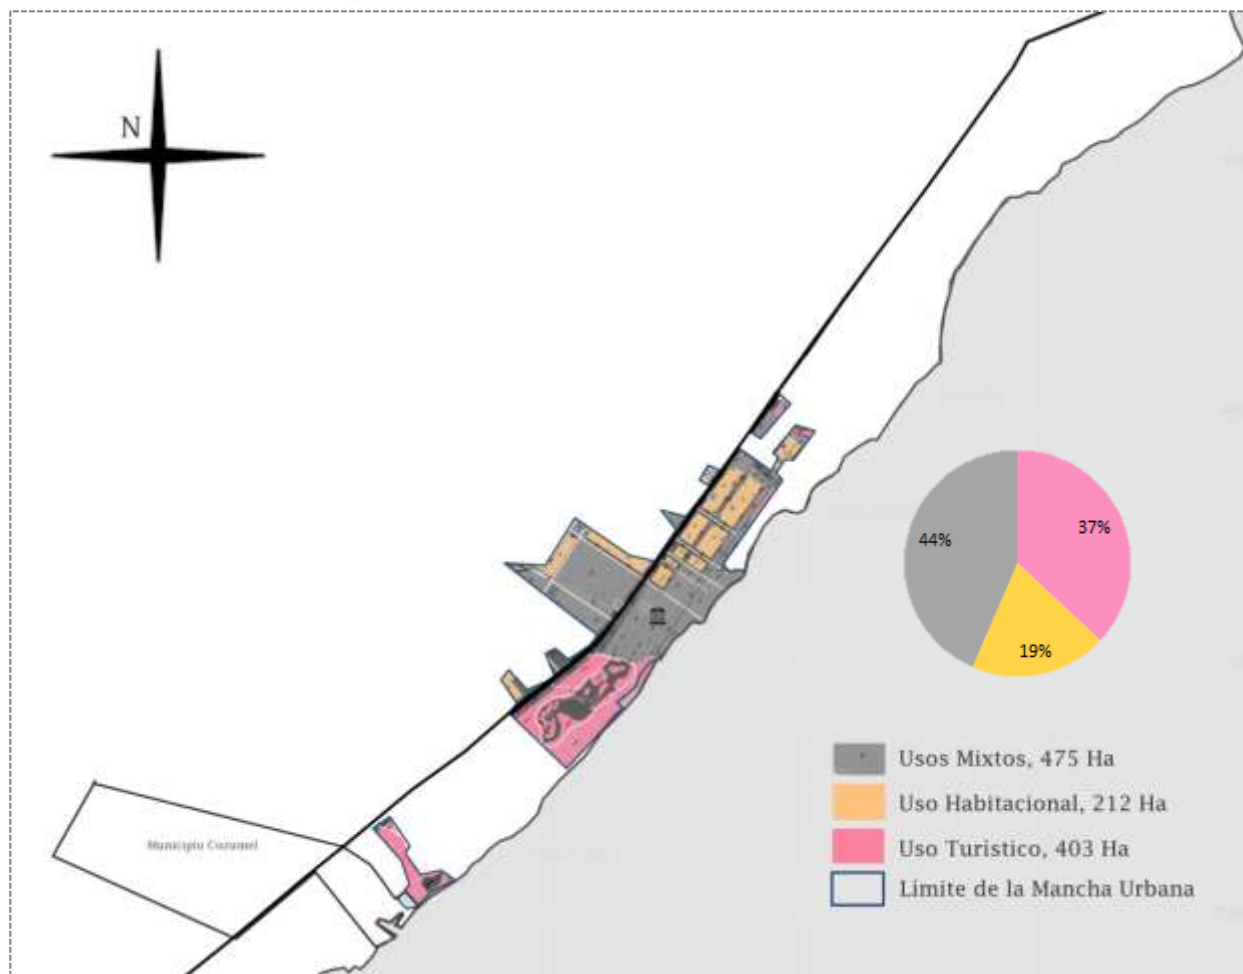 N
37%
44%
19%
Usos Mixtos, 475 Ha
Uso Habitacional, 212 Ha
Uso Turistico, 403 Ha
Limite de la Mancha Urbana
Municipio Cozumel